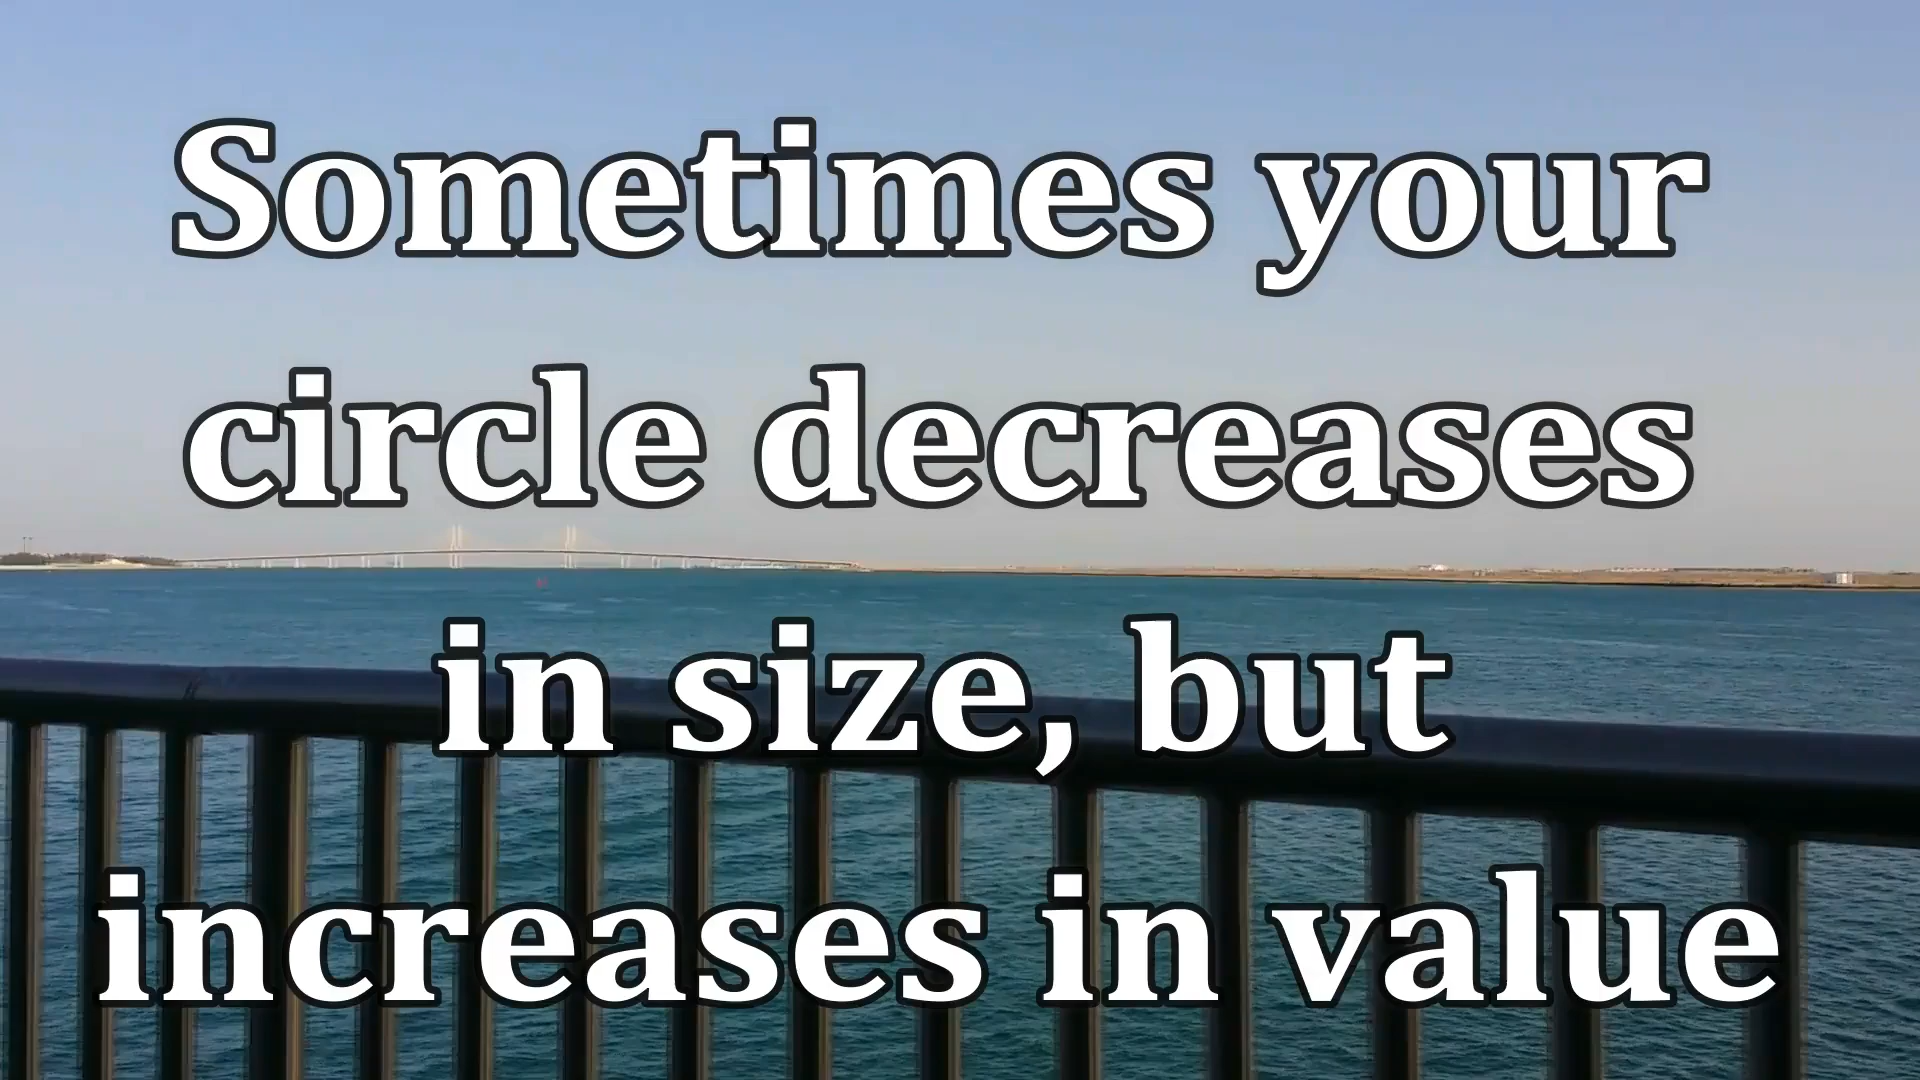 Sometimes your
circle decreases
in size, but
increases in value